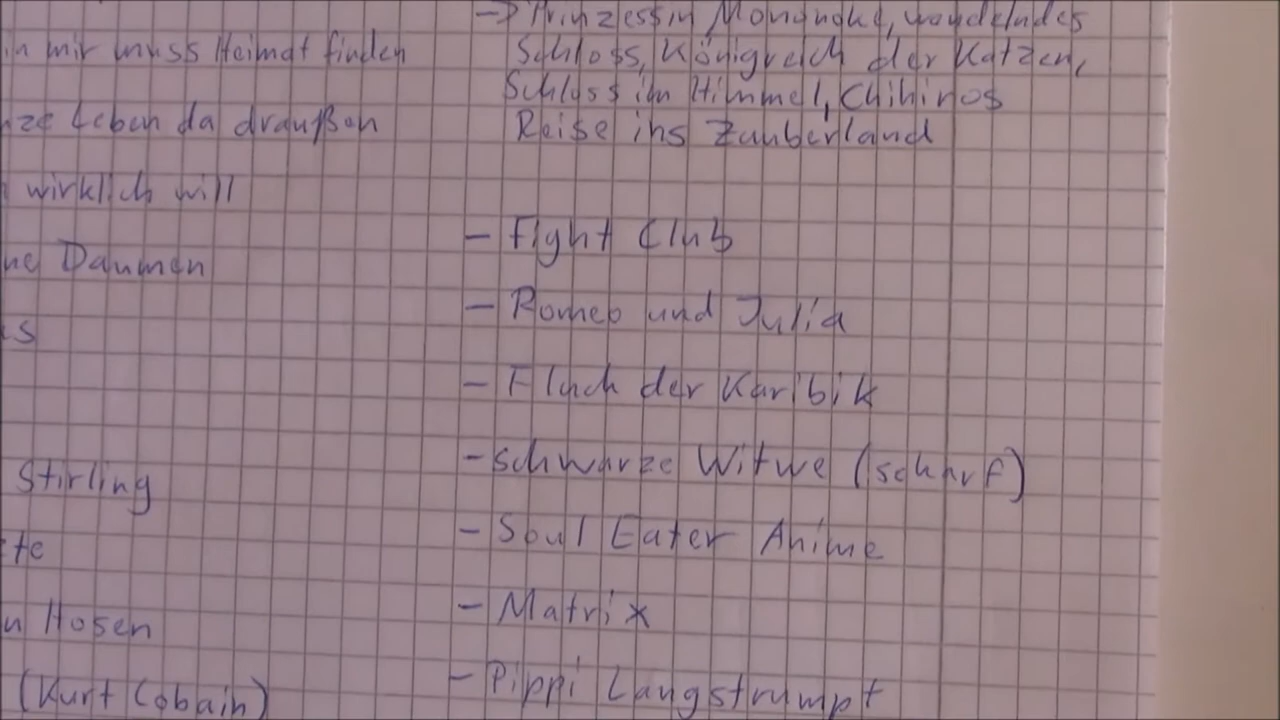 -> Prinzessin Mononoke, wandelndes
Schloss, Königreich der Katzen,
Schloss im Himmel, Chihiros
Reise ins Zauberland
- Fight Club
- Romeo und Julia
- Fluch der Karibik
- schwarze Witwe (scharf)
- Soul Eater Anime
- Matrix
- Pippi Langstrumpf
in mir muss Heimat finden
nze Leben da draußen
wirklich will
ne Daumen
is
Stirling
te
n Hosen
(Kurt Cobain)